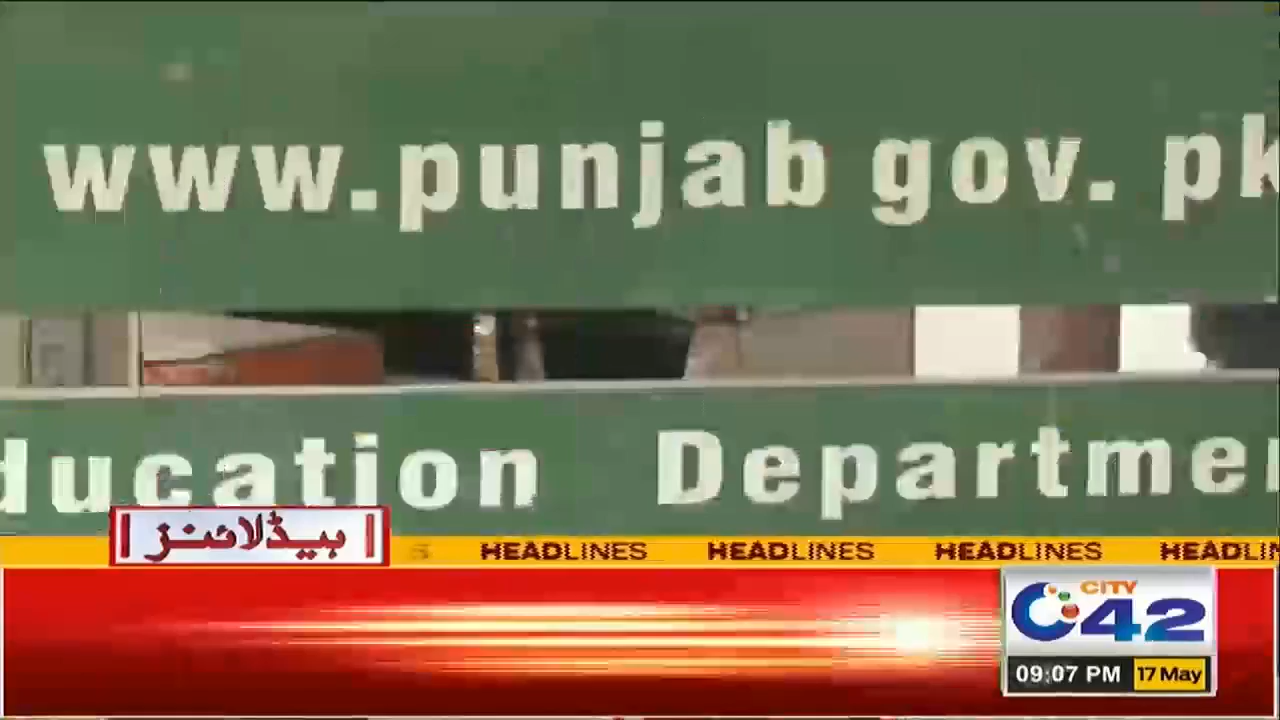 www.punjab gov. pk
ducation Departme
ہیڈلائنز
HEADLINES HEADLINES HEADLINES HEADLIN
CITY
42
09:07 PM 17 May